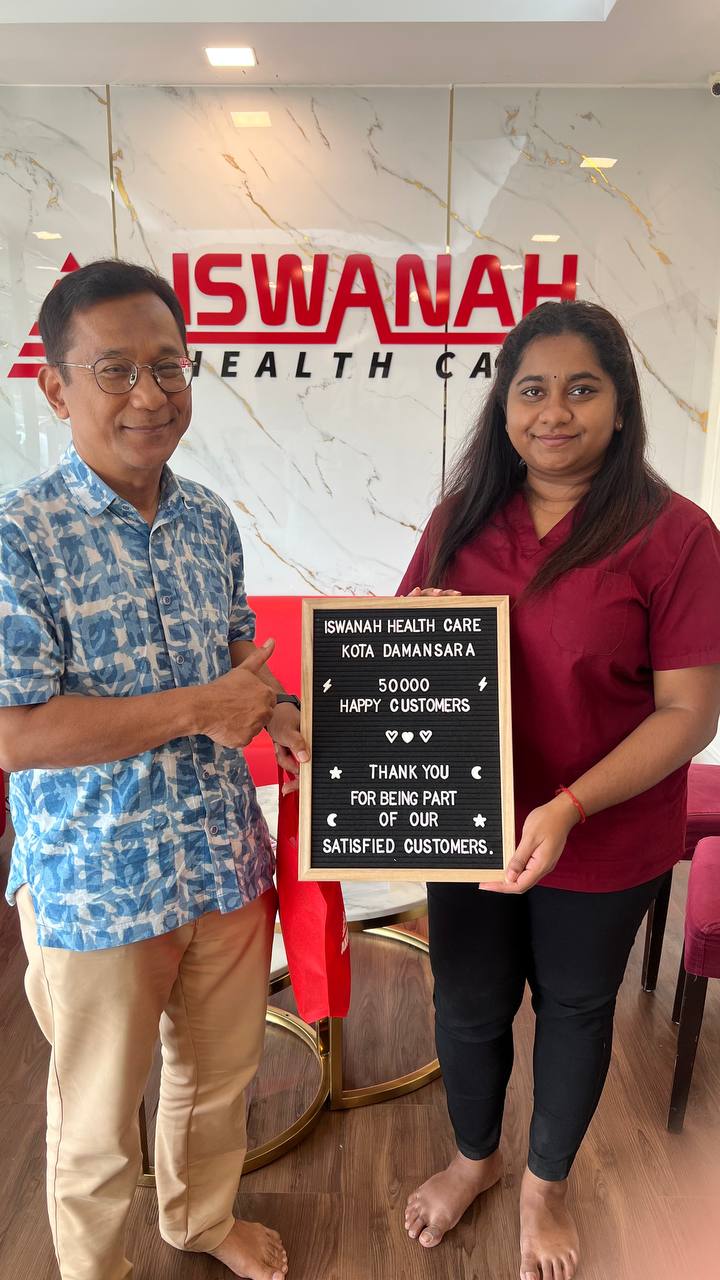 ISWANAH
HEALTH CA
ISWANAH HEALTH CARE
KOTA DAMANSARA
50000
HAPPY CUSTOMERS
THANK YOU
FOR BEING PART
OF OUR
SATISFIED CUSTOMERS.